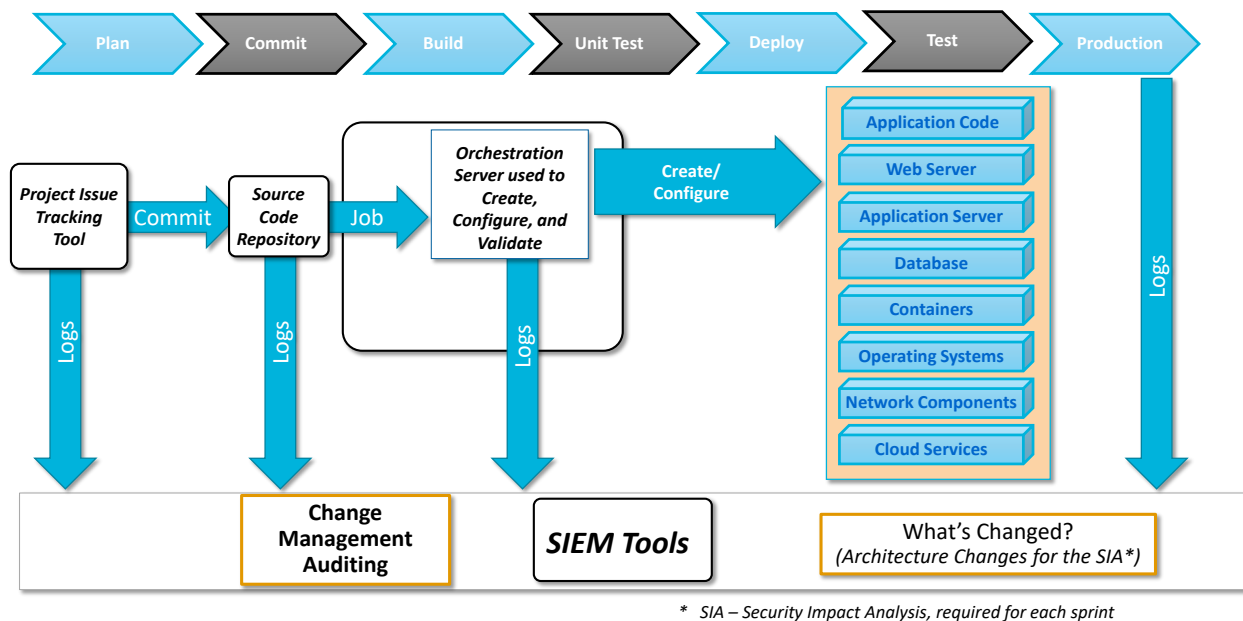 Plan
Commit
Build
Unit Test
Deploy
Test
Production
Project Issue
Tracking
Tool
Commit
Source
Code
Repository
Job
Orchestration
Server used to
Create,
Configure, and
Validate
Create/
Configure
Application Code
Web Server
Application Server
Database
Containers
Operating Systems
Network Components
Cloud Services
Logs
Logs
Logs
Logs
Change
Management
Auditing
SIEM Tools
What's Changed?
(Architecture Changes for the SIA*)
* SIA – Security Impact Analysis, required for each sprint